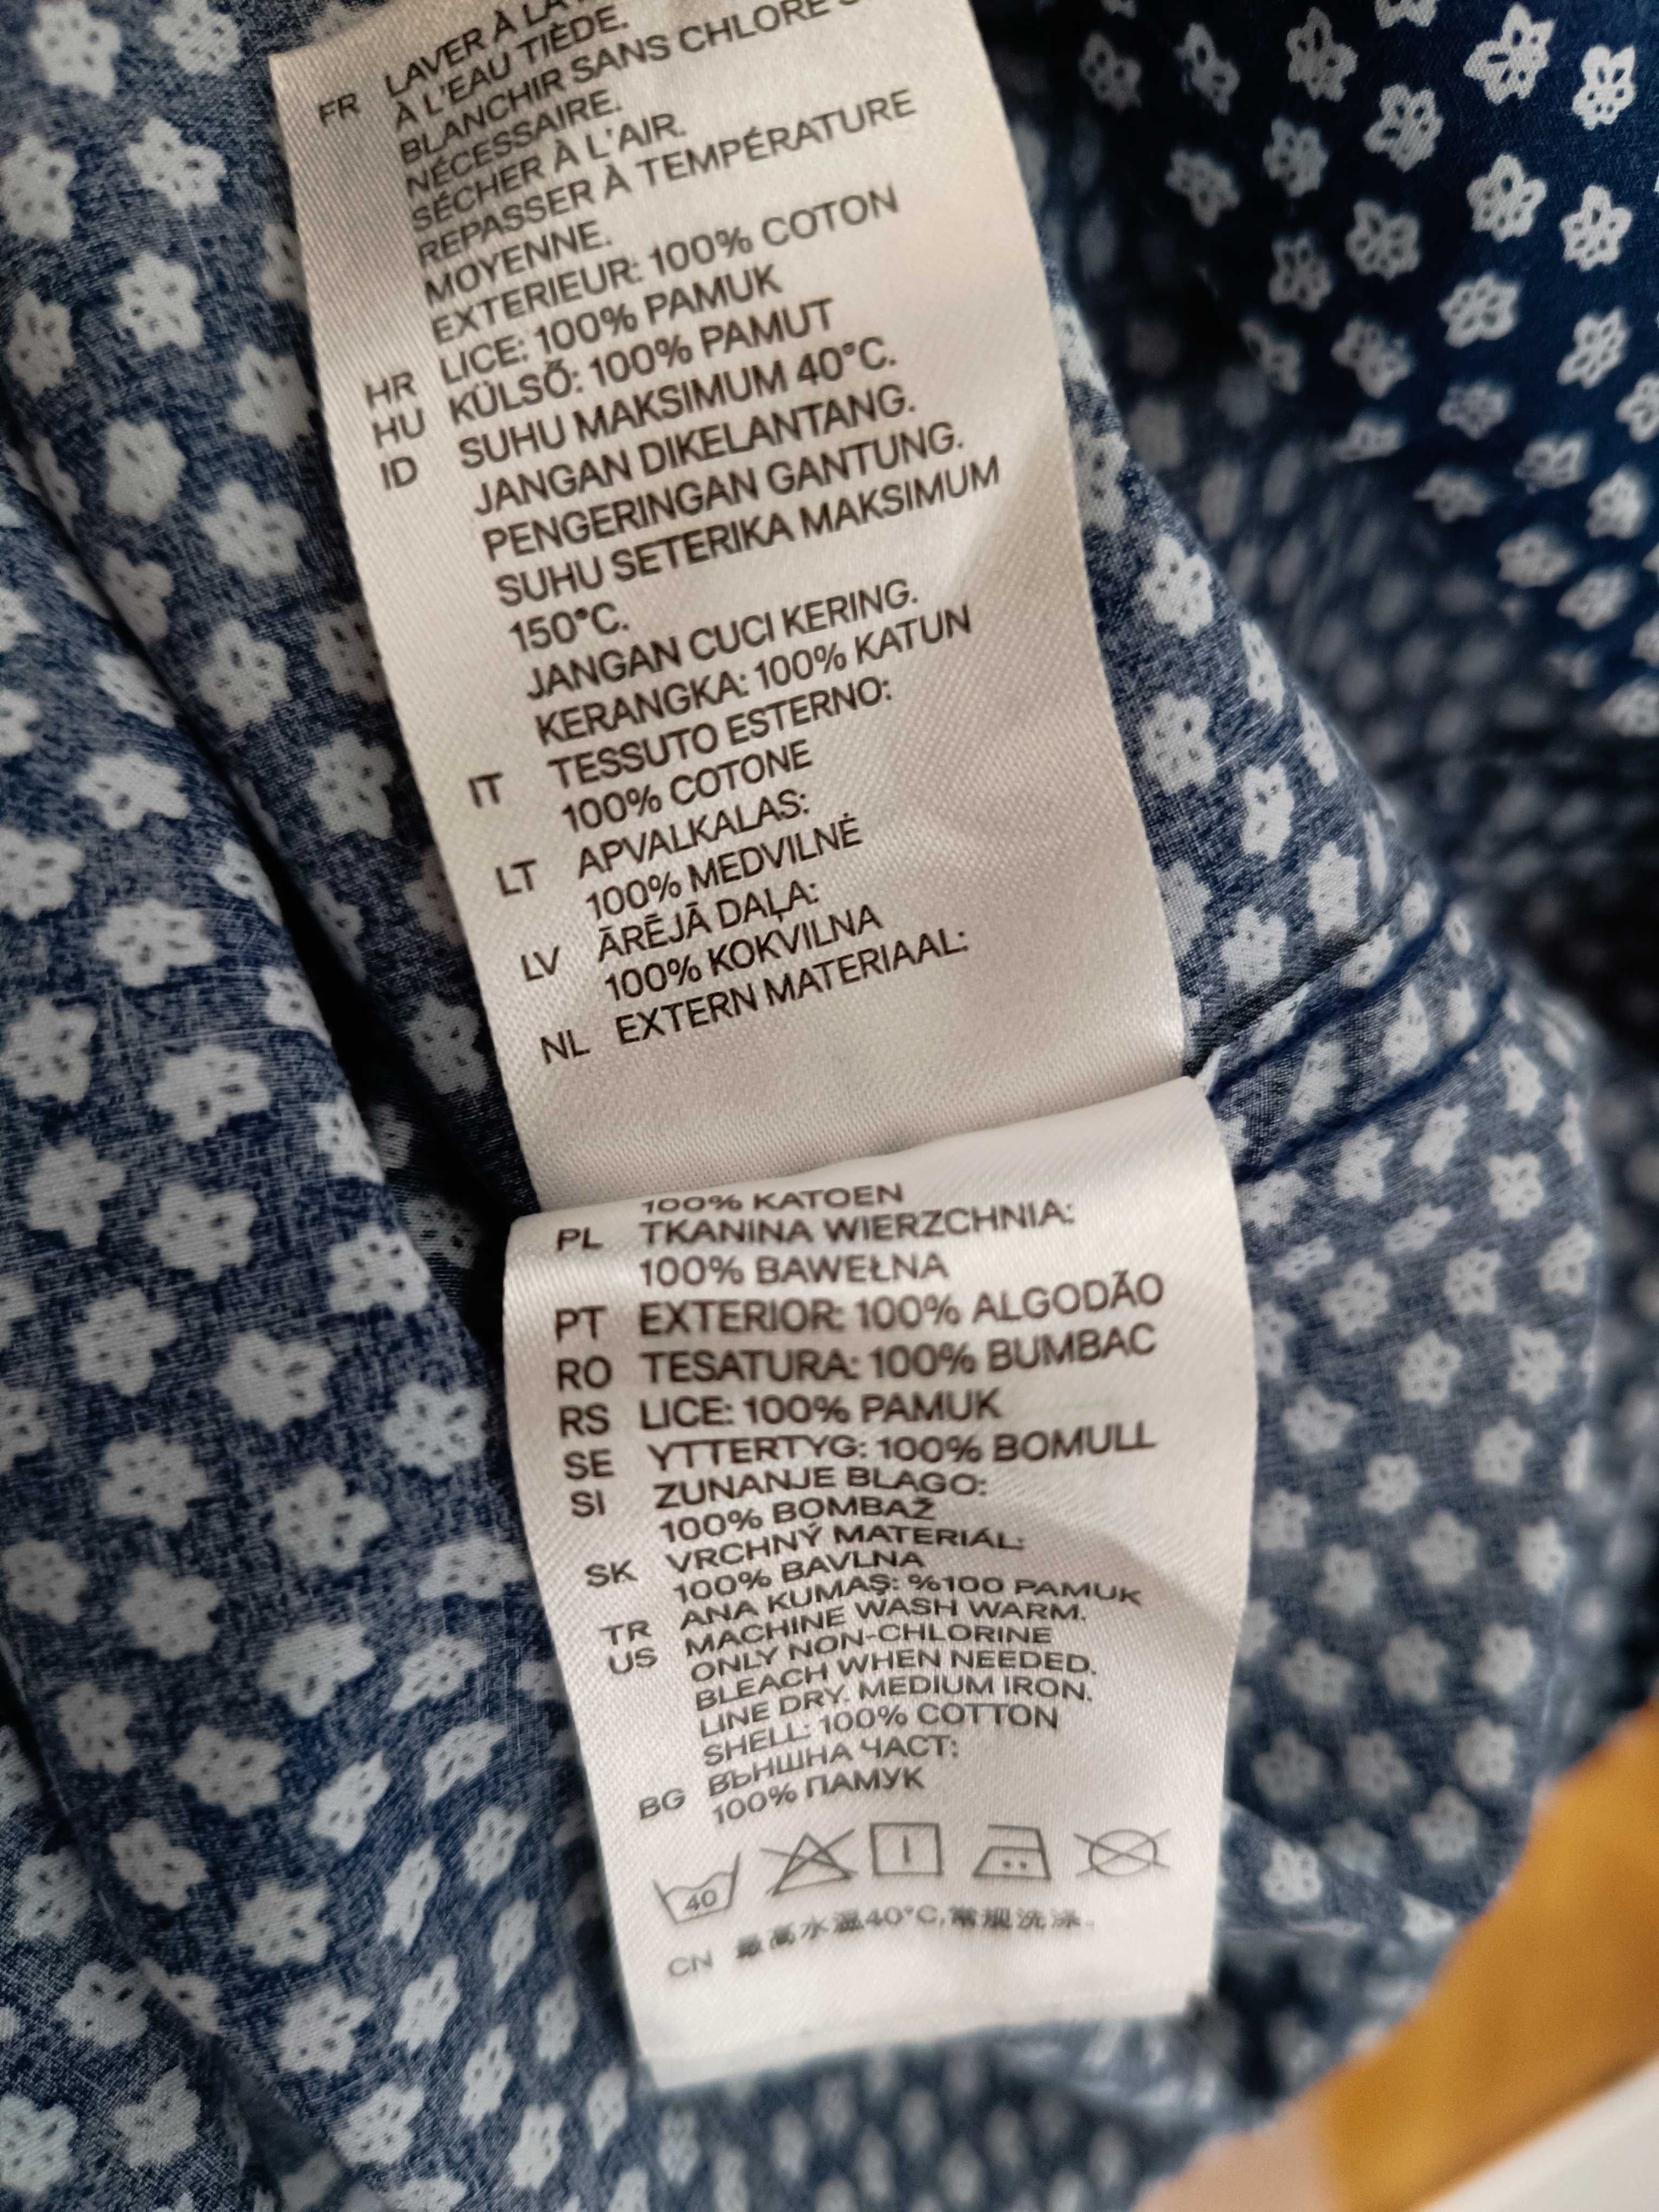 FR LAVER À LA
À L'EAU TIÈDE.
BLANCHIR SANS CHLORE
NÉCESSAIRE.
SÉCHER À L'AIR.
REPASSER À TEMPÉRATURE
MOYENNE.
EXTERIEUR: 100% COTON
HR LICE: 100% PAMUK
HU KÜLSŐ: 100% PAMUT
ID SUHU MAKSIMUM 40°C.
JANGAN DIKELANTANG.
PENGERINGAN GANTUNG.
SUHU SETERIKA MAKSIMUM
150°C.
JANGAN CUCI KERING.
KERANGKA: 100% KATUN
IT TESSUTO ESTERNO:
100% COTONE
LT APVALKALAS:
100% MEDVILNĖ
LV ĀRĒJĀ DAĻA:
100% KOKVILNA
NL EXTERN MATERIAAL:
100% KATOEN
PL TKANINA WIERZCHNIA:
100% BAWEŁNA
PT EXTERIOR: 100% ALGODÃO
RO TESATURA: 100% BUMBAC
RS LICE: 100% PAMUK
SE YTTERTYG: 100% BOMULL
SI ZUNANJE BLAGO:
100% BOMBAŽ
SK VRCHNÝ MATERIÁL:
100% BAVLNA
TR ANA KUMAŞ: %100 PAMUK
US MACHINE WASH WARM.
ONLY NON-CHLORINE
BLEACH WHEN NEEDED.
LINE DRY. MEDIUM IRON.
SHELL: 100% COTTON
BG ВЪНШНА ЧАСТ:
100% ПАМУК
40
CN 最高水温40°C,常规洗涤.